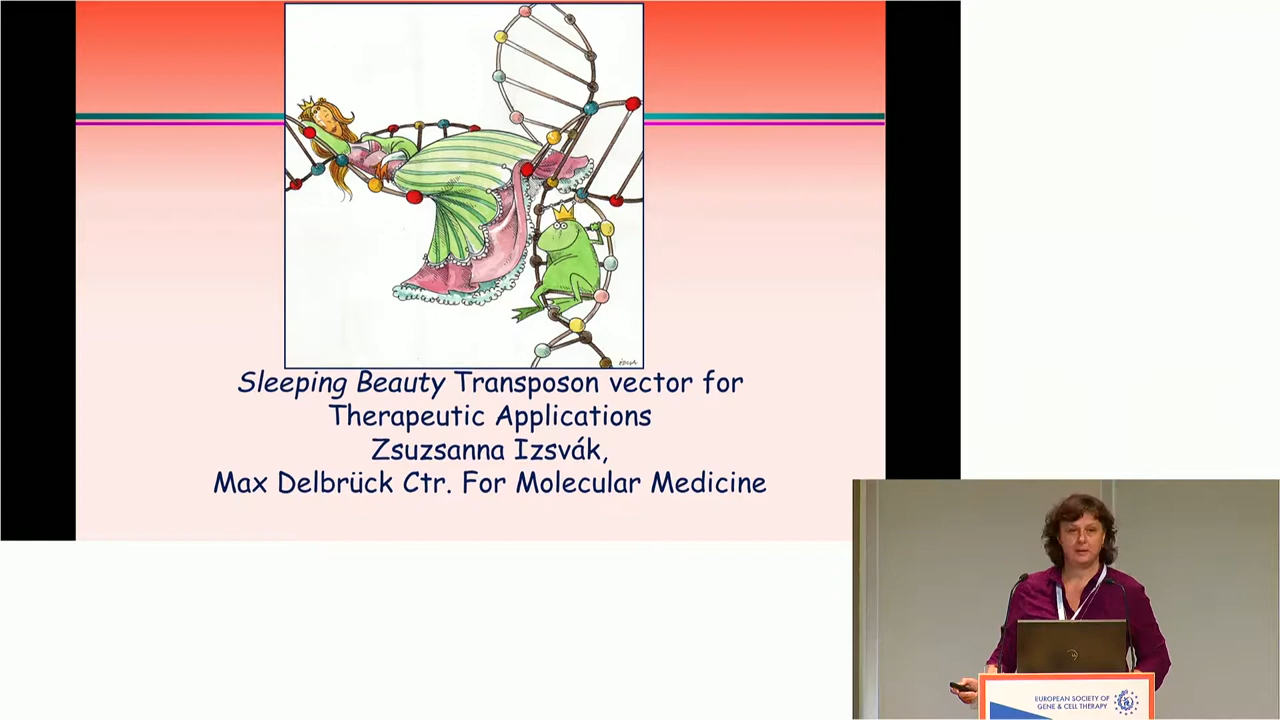 Sleeping Beauty Transposon vector for
Therapeutic Applications
Zsuzsanna Izsvák,
Max Delbrück Ctr. For Molecular Medicine
EUROPEAN SOCIETY OF
GENE & CELL THERAPY